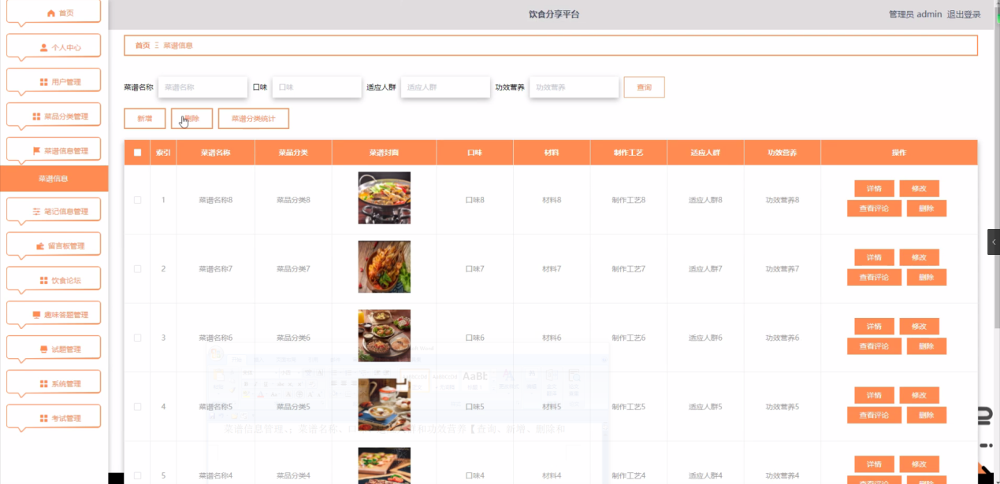 饮食分享平台
管理员 admin 退出登录
首页
个人中心
用户管理
菜品分类管理
菜谱信息管理
菜谱信息
笔记信息管理
留言板管理
饮食论坛
趣味答题管理
试题管理
系统管理
考试管理
首页 Ξ 菜谱信息
菜谱名称 菜谱名称 口味 口味 适应人群 适应人群 功效营养 功效营养 查询
新增 删除 菜谱分类统计
索引 菜谱名称 菜品分类 菜谱封面 口味 材料 制作工艺 适应人群 功效营养 操作
1 菜谱名称8 菜品分类8 口味8 材料8 制作工艺8 适应人群8 功效营养8 详情 修改
查看评论 删除
2 菜谱名称7 菜品分类7 口味7 材料7 制作工艺7 适应人群7 功效营养7 详情 修改
查看评论 删除
3 菜谱名称6 菜品分类6 口味6 材料6 制作工艺6 适应人群6 功效营养6 详情 修改
查看评论 删除
4 菜谱名称5 菜品分类5 口味5 材料5 制作工艺5 适应人群5 功效营养5 详情 修改
查看评论 删除
5 菜谱名称4 菜品分类4 口味4 材料4 制作工艺4 适应人群4 功效营养4 详情 修改
查看评论 删除
AaBb
菜谱信息管理